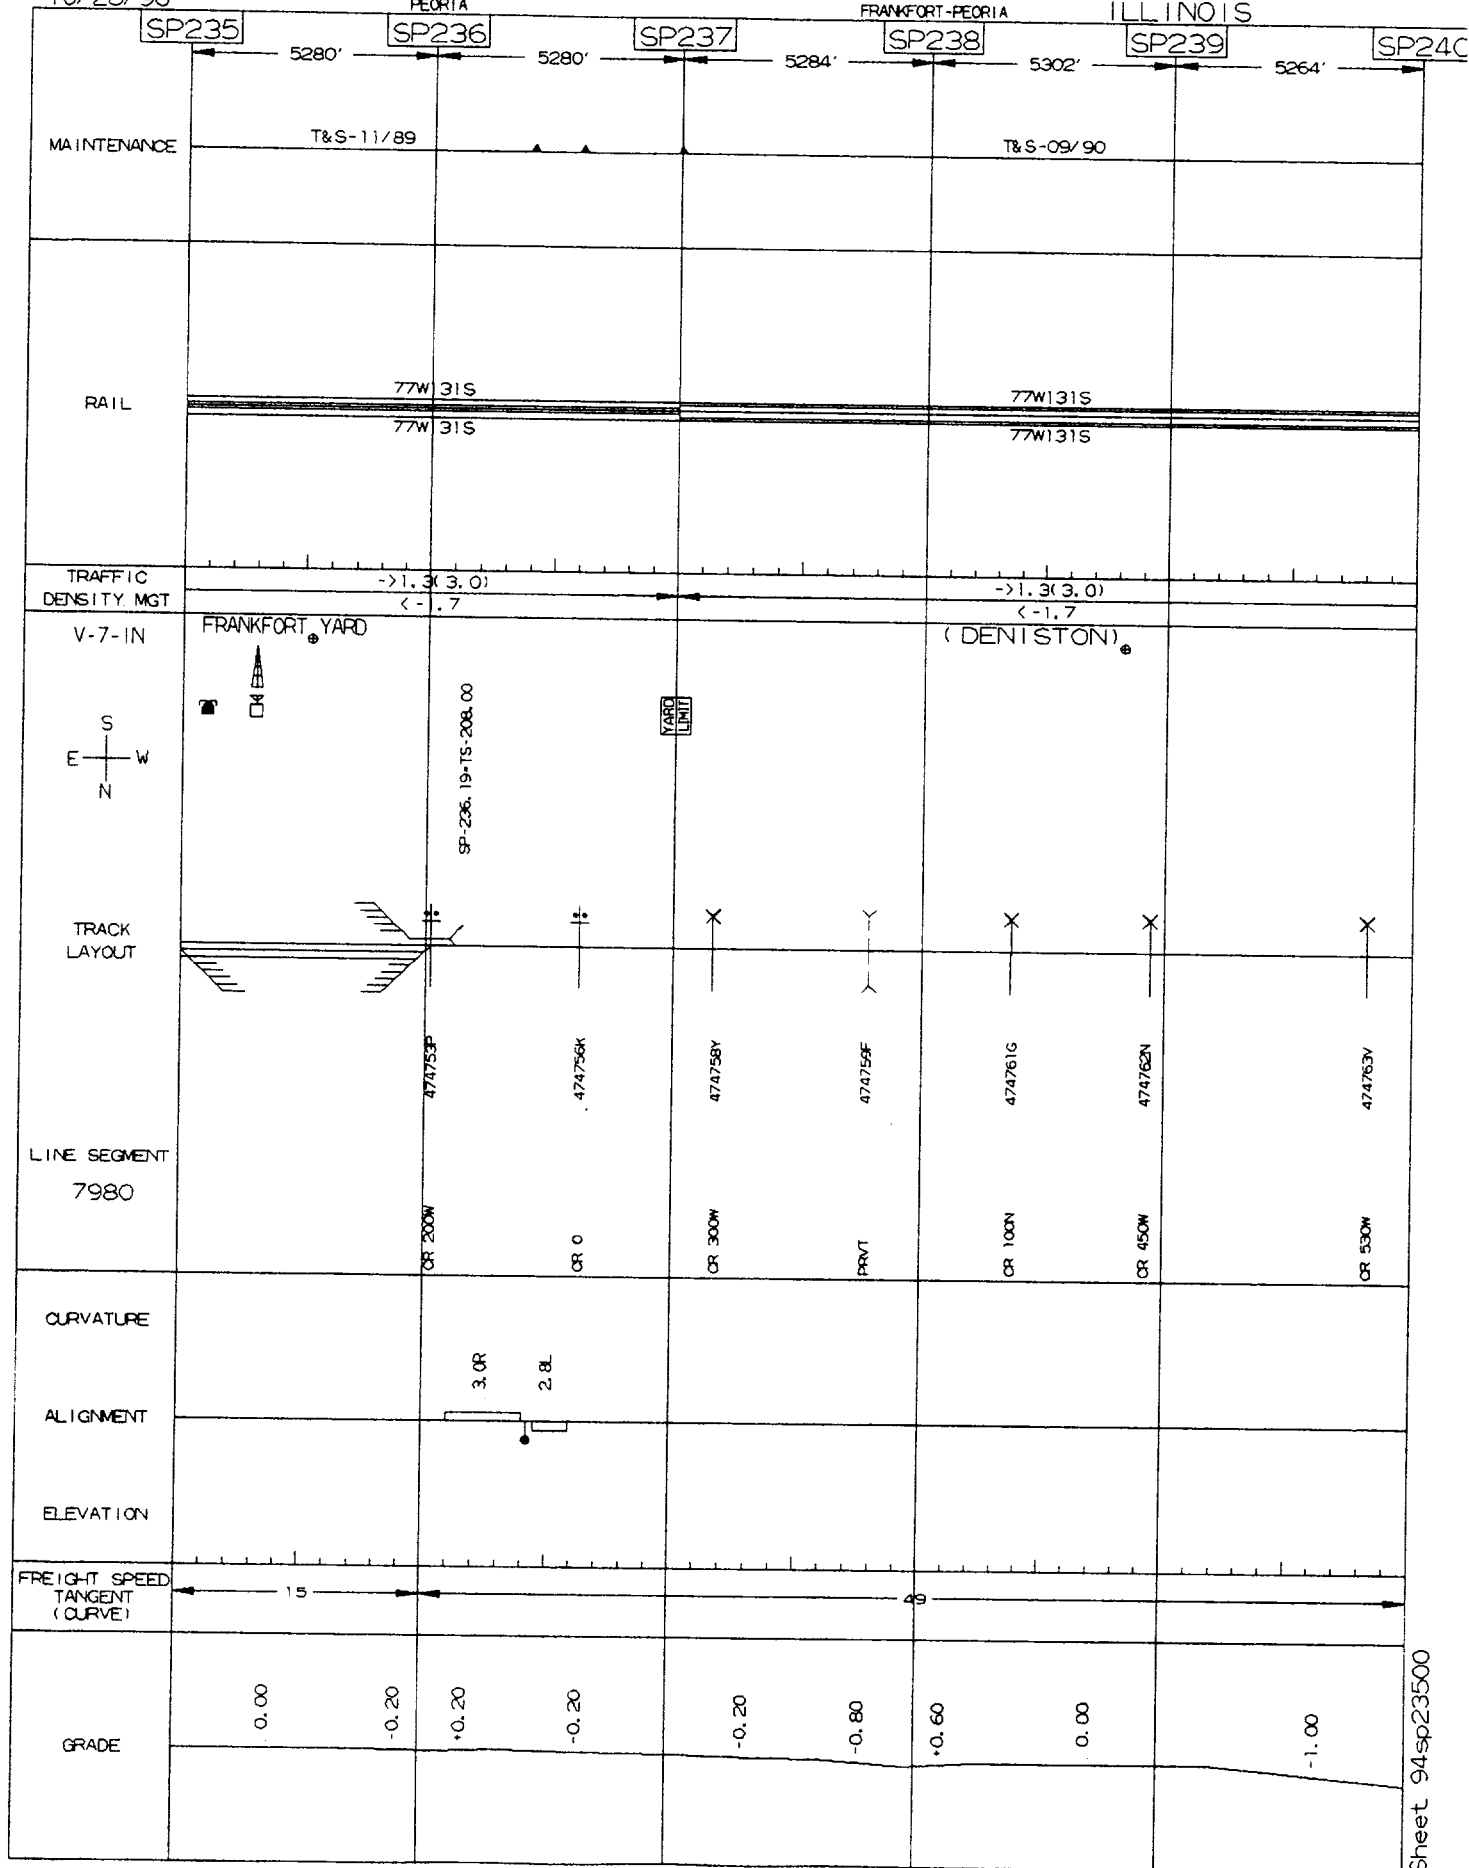 PEORIA
FRANKFORT-PEORIA
ILLINOIS
SP235
SP236
SP237
SP238
SP239
5280'
5280'
5284'
5302'
5264'
MAINTENANCE
T&S-11/89
T&S-09/90
RAIL
77W131S
77W131S
77W131S
TRAFFIC
DENSITY MGT
->1.3(3.0)
->1.3(3.0)
<-1.7
<-1.7
V-7-IN
FRANKFORT YARD
(DENISTON)
S
E
W
N
SP-236.19=TS-208.00
YARD
LIMIT
TRACK
LAYOUT
474753P
474756K
474758Y
474759F
474761G
474762N
474763V
LINE SEGMENT
7980
CR 200W
CR 0
CR 300W
PRVT
CR 100N
CR 450W
CR 530W
CURVATURE
3.0R
2.8L
ALIGNMENT
ELEVATION
FREIGHT SPEED
TANGENT
(CURVE)
15
49
GRADE
0.00
-0.20
+0.20
-0.20
-0.20
-0.80
+0.60
0.00
-1.00
Sheet 94sp23500